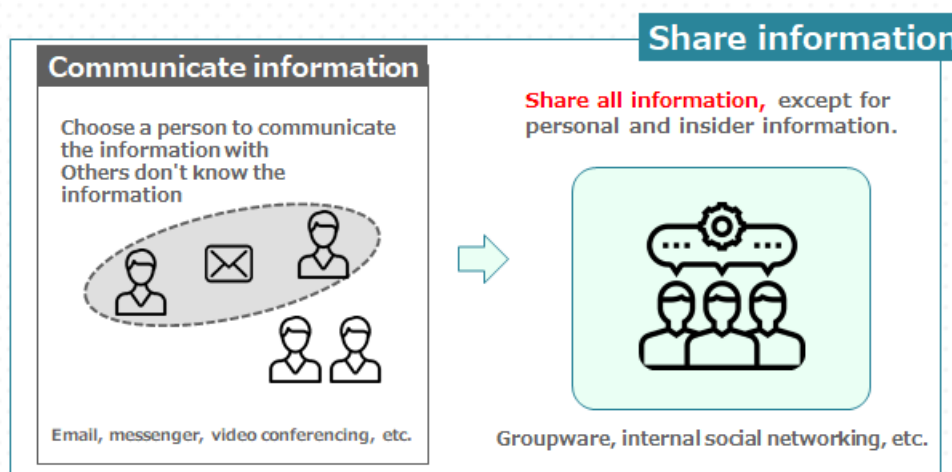 Share information
Communicate information
Choose a person to communicate
the information with
Others don't know the
information
Email, messenger, video conferencing, etc.
Share all information, except for
personal and insider information.
Groupware, internal social networking, etc.